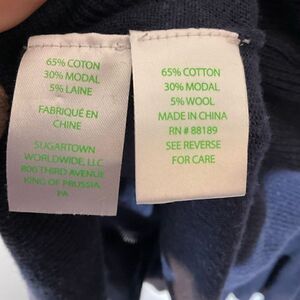 65% COTON
30% MODAL
5% LAINE
FABRIQUÉ EN
CHINE
SUGARTOWN
WORLDWIDE, LLC
800 THIRD AVENUE
KING OF PRUSSIA
PA
65% COTTON
30% MODAL
5% WOOL
MADE IN CHINA
RN # 88189
SEE REVERSE
FOR CARE